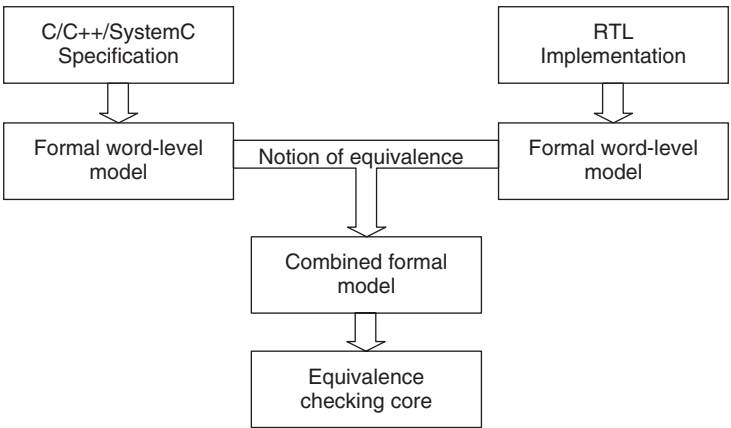 C/C++/SystemC
Specification
RTL
Implementation
Formal word-level
model
Notion of equivalence
Formal word-level
model
Combined formal
model
Equivalence
checking core